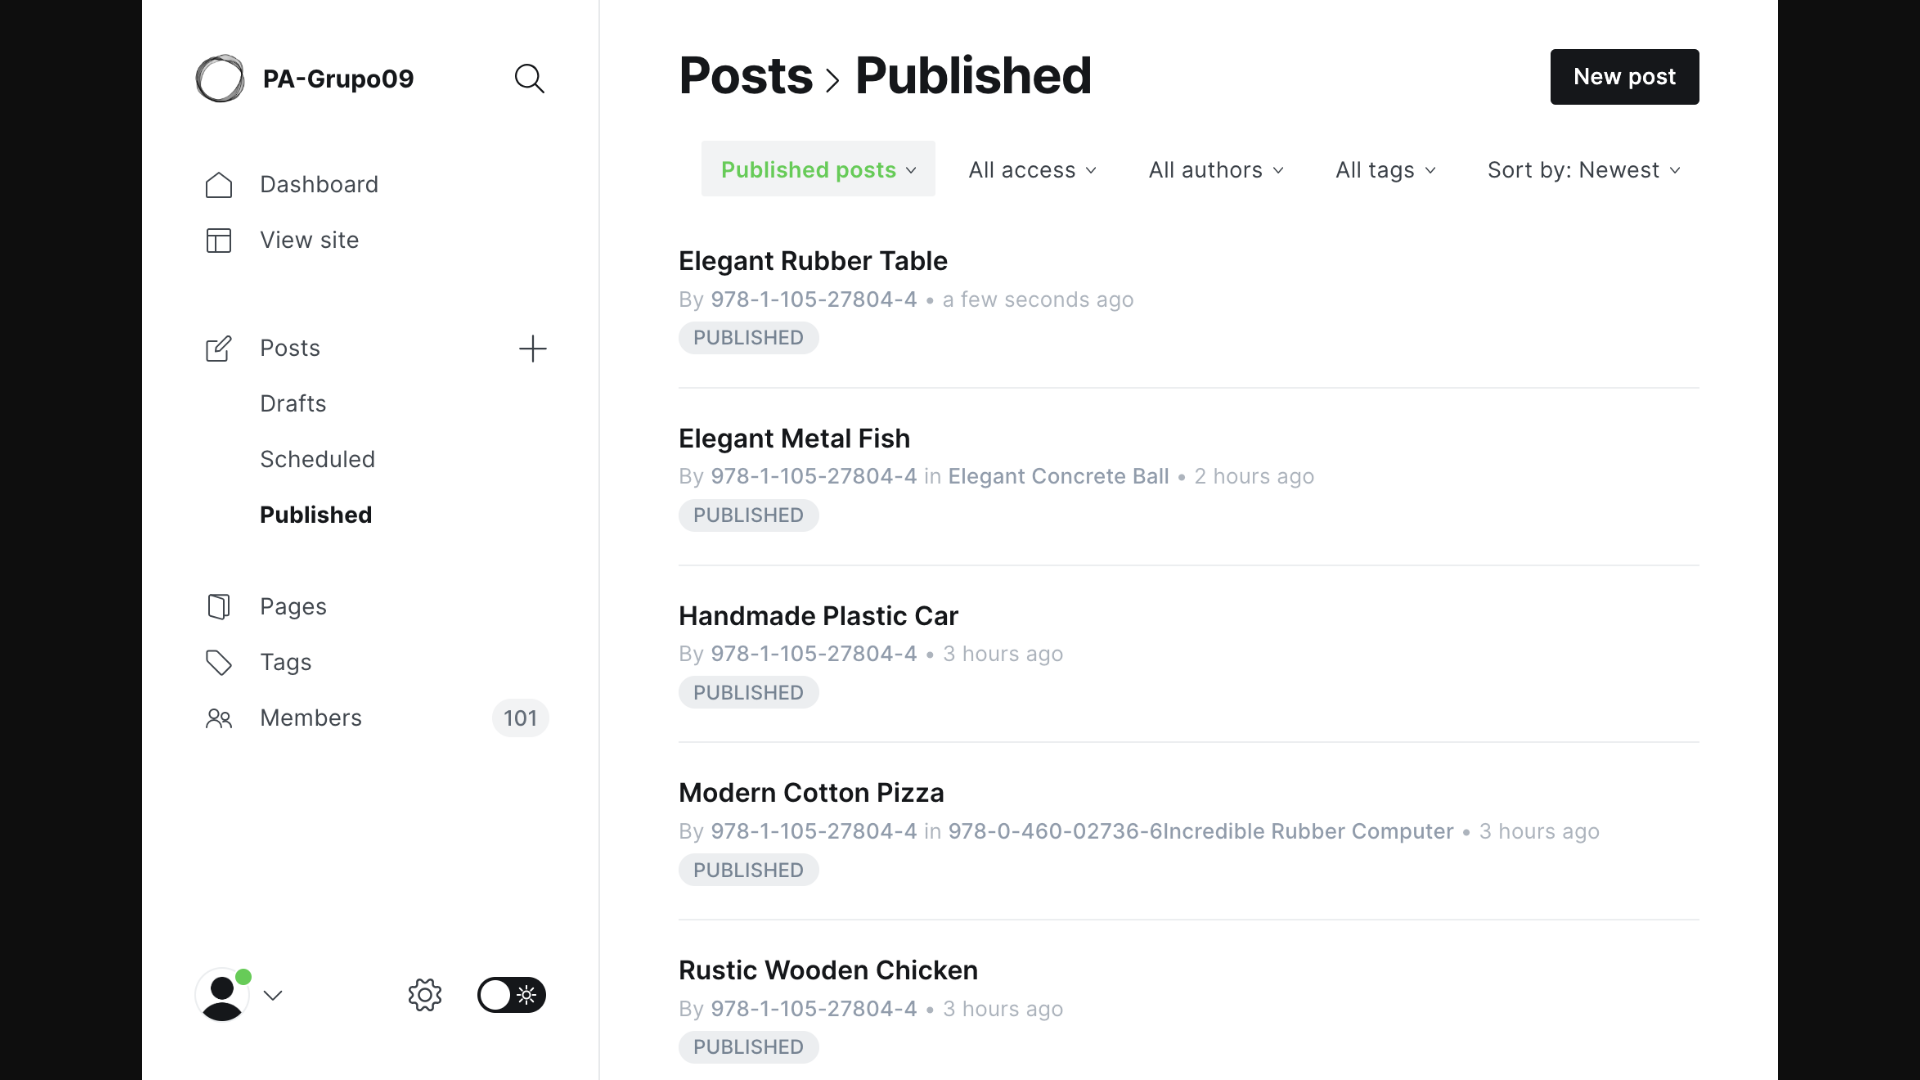 PA-Grupo09
Dashboard
View site
Posts
Drafts
Scheduled
Published
Pages
Tags
Members 101
Posts › Published
New post
Published posts All access All authors All tags Sort by: Newest
Elegant Rubber Table
By 978-1-105-27804-4 • a few seconds ago
PUBLISHED
Elegant Metal Fish
By 978-1-105-27804-4 in Elegant Concrete Ball • 2 hours ago
PUBLISHED
Handmade Plastic Car
By 978-1-105-27804-4 • 3 hours ago
PUBLISHED
Modern Cotton Pizza
By 978-1-105-27804-4 in 978-0-460-02736-6Incredible Rubber Computer • 3 hours ago
PUBLISHED
Rustic Wooden Chicken
By 978-1-105-27804-4 • 3 hours ago
PUBLISHED